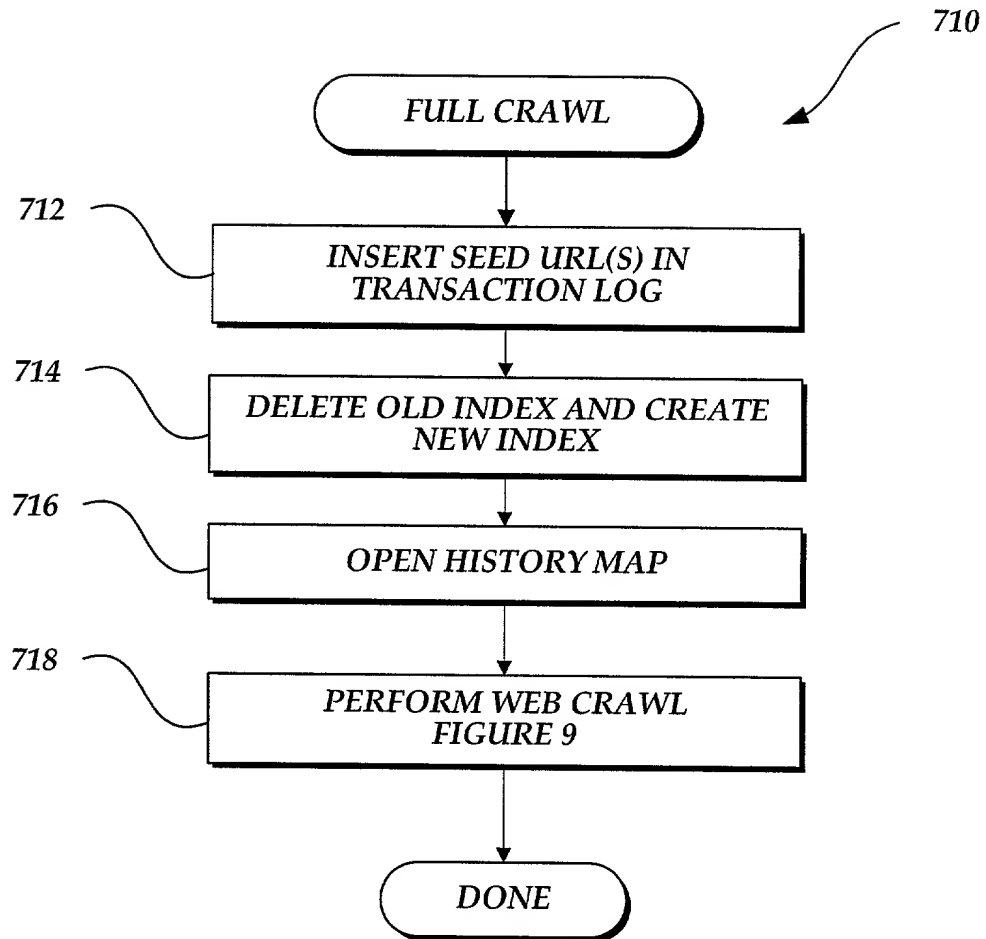 710
FULL CRAWL
712
INSERT SEED URL(S) IN
TRANSACTION LOG
714
DELETE OLD INDEX AND CREATE
NEW INDEX
716
OPEN HISTORY MAP
718
PERFORM WEB CRAWL
FIGURE 9
DONE